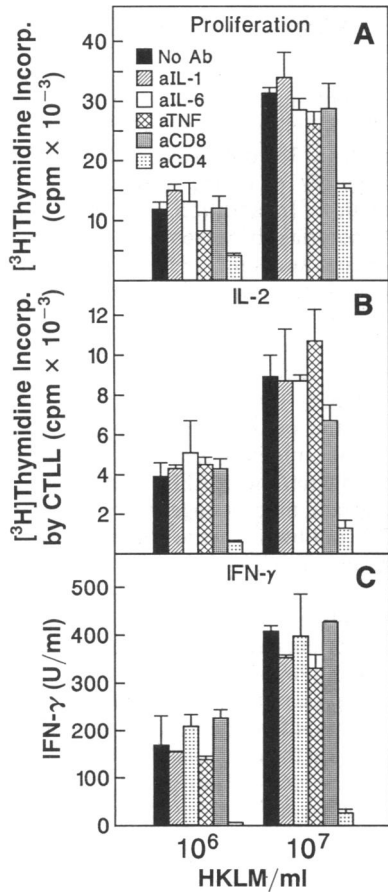 Proliferation
A
[³H]Thymidine Incorp.
(cpm × 10⁻³)
40
30
20
10
No Ab
aIL-1
aIL-6
aTNF
aCD8
aCD4
IL-2
B
[³H]Thymidine Incorp.
by CTLL (cpm × 10⁻³)
12
10
8
6
4
2
IFN-γ
C
IFN-γ (U/ml)
500
400
300
200
100
0
10⁶
10⁷
HKLM/ml